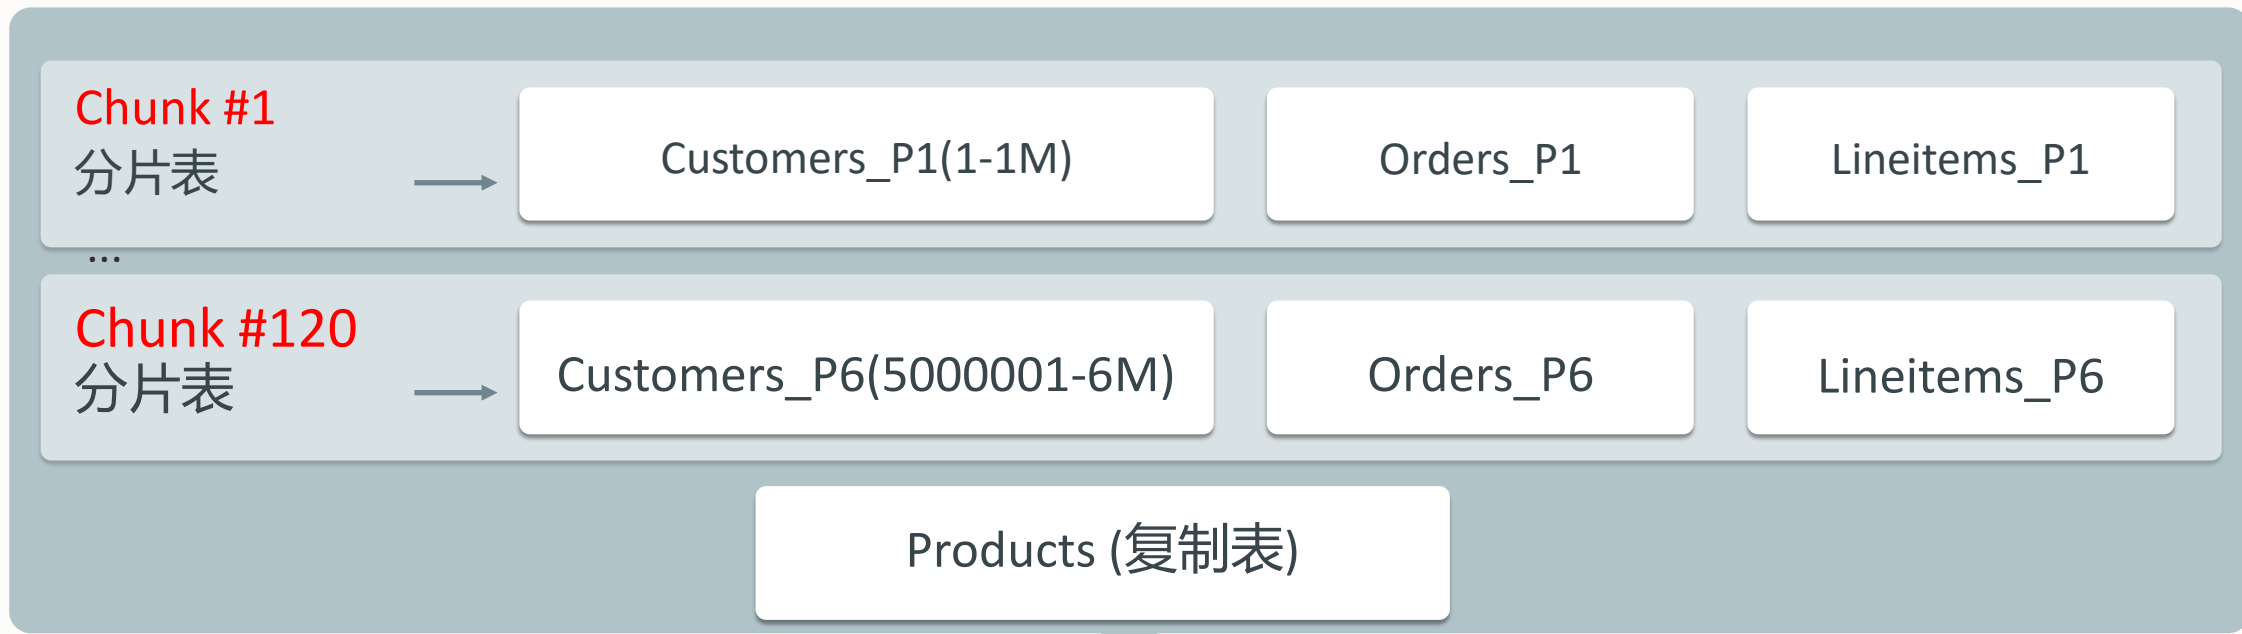 Chunk #1
分片表
Customers_P1(1-1M)
Orders_P1
Lineitems_P1
...
Chunk #120
分片表
Customers_P6(5000001-6M)
Orders_P6
Lineitems_P6
Products (复制表)